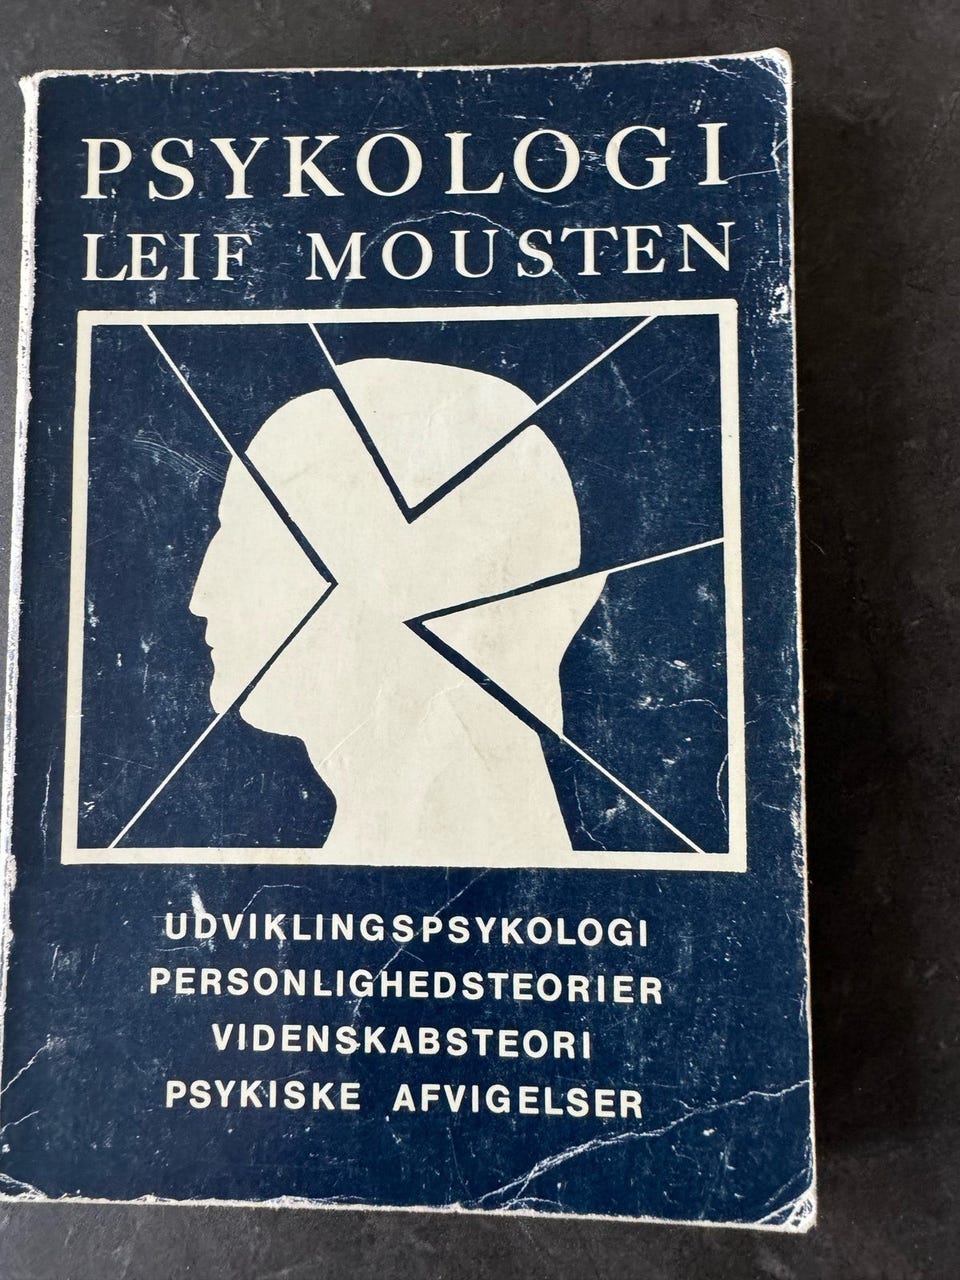 PSYKOLOGI
LEIF MOUSTEN
UDVIKLINGSPSYKOLOGI
PERSONLIGHEDSTEORIER
VIDENSKABSTEORI
PSYKISKE AFVIGELSER